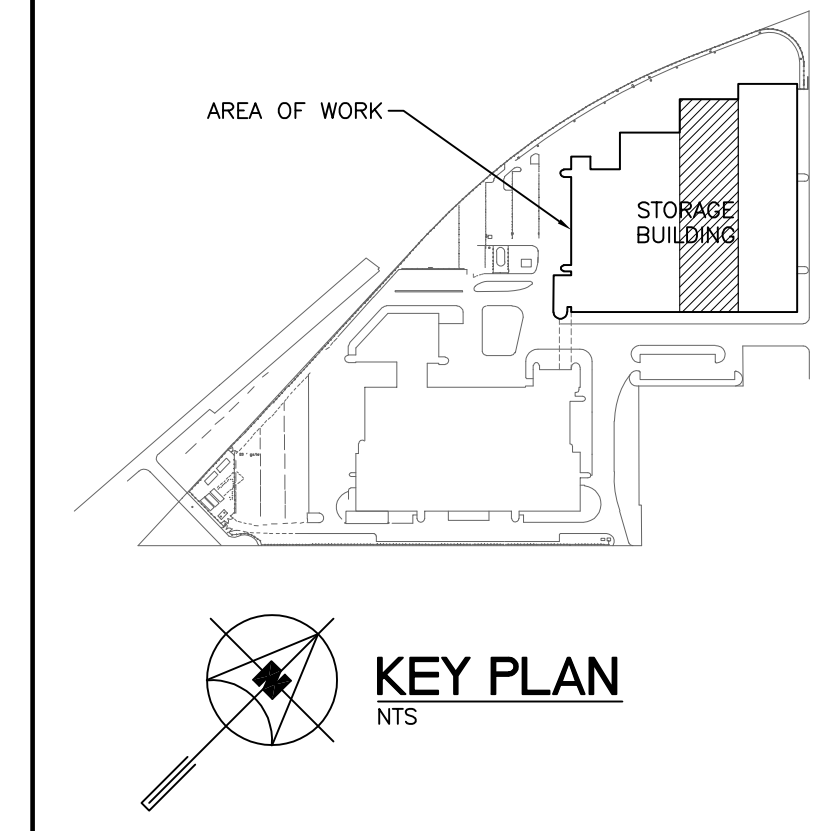 AREA OF WORK
STORAGE
BUILDING
N
KEY PLAN
NTS